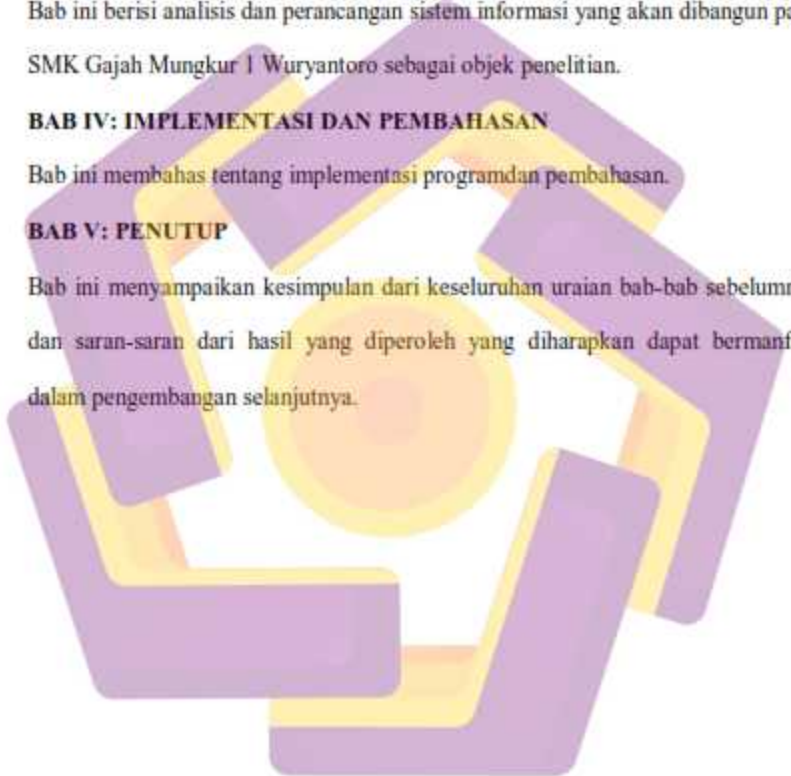 Bab ini berisi analisis dan perancangan sistem informasi yang akan dibangun pa
SMK Gajah Mungkur 1 Wuryantoro sebagai objek penelitian.
BAB IV: IMPLEMENTASI DAN PEMBAHASAN
Bab ini membahas tentang implementasi programdan pembahasan.
BAB V: PENUTUP
Bab ini menyampaikan kesimpulan dari keseluruhan uraian bab-bab sebelumn
dan saran-saran dari hasil yang diperoleh yang diharapkan dapat bermanf
dalam pengembangan selanjutnya.